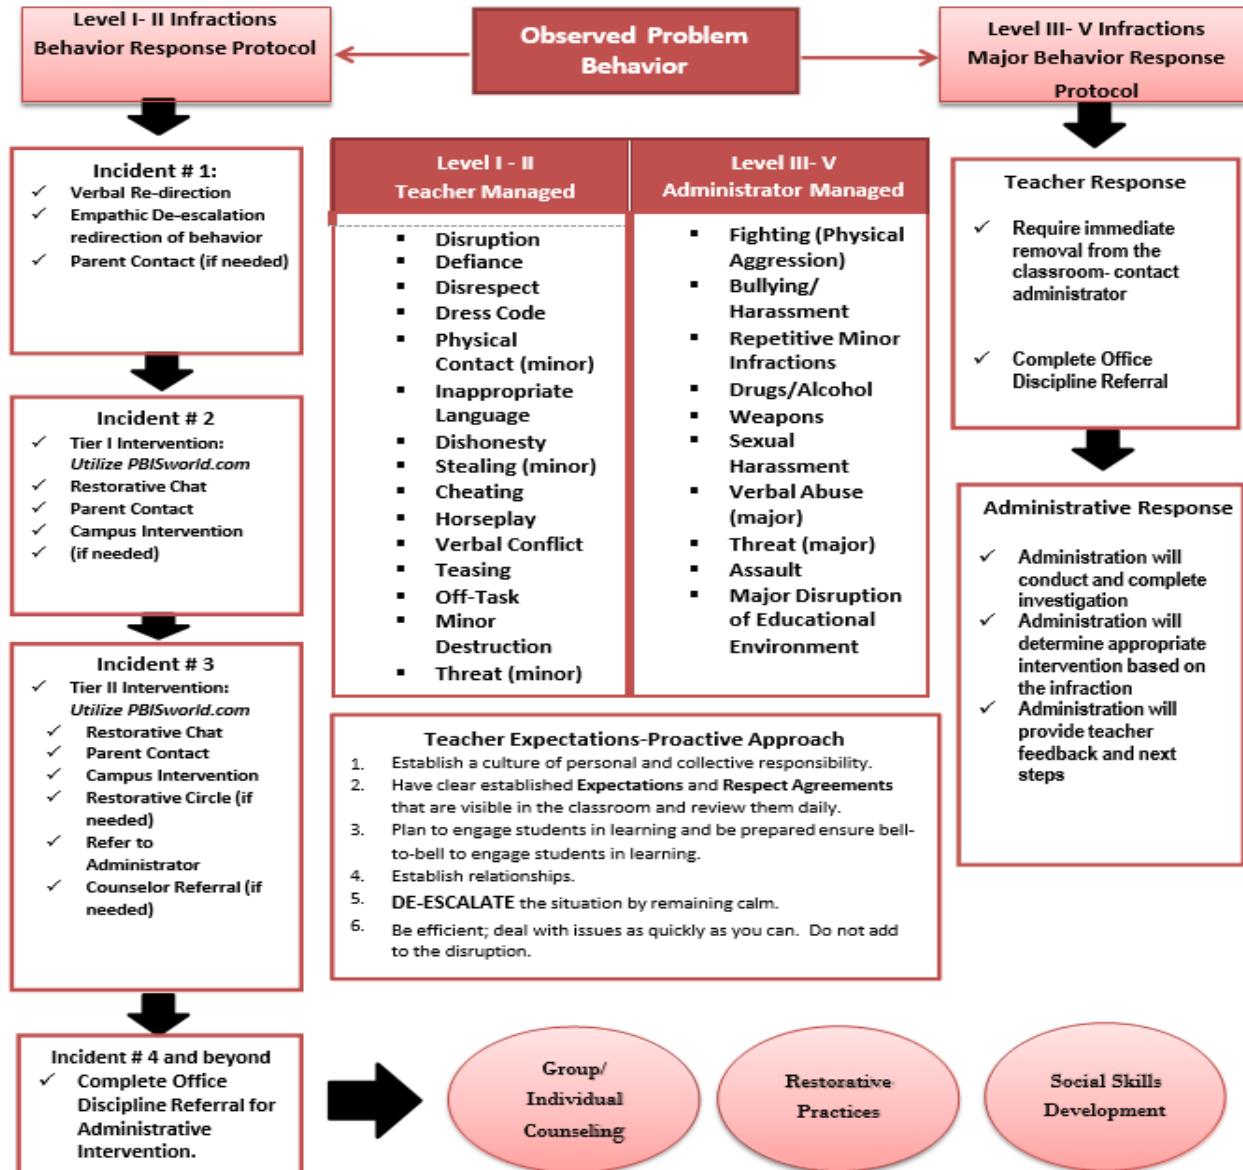 Level I- II Infractions
Behavior Response Protocol
Observed Problem
Behavior
Level III- V Infractions
Major Behavior Response
Protocol
Incident # 1:
✓ Verbal Re-direction
✓ Empathic De-escalation
redirection of behavior
✓ Parent Contact (if needed)
Incident # 2
✓ Tier I Intervention:
Utilize PBISworld.com
✓ Restorative Chat
✓ Parent Contact
✓ Campus Intervention
✓ (if needed)
Incident # 3
✓ Tier II Intervention:
Utilize PBISworld.com
✓ Restorative Chat
✓ Parent Contact
✓ Campus Intervention
✓ Restorative Circle (if
needed)
✓ Refer to
Administrator
✓ Counselor Referral (if
needed)
Incident # 4 and beyond
✓ Complete Office
Discipline Referral for
Administrative
Intervention.
Level I - II
Teacher Managed
▪ Disruption
▪ Defiance
▪ Disrespect
▪ Dress Code
▪ Physical
Contact (minor)
▪ Inappropriate
Language
▪ Dishonesty
▪ Stealing (minor)
▪ Cheating
▪ Horseplay
▪ Verbal Conflict
▪ Teasing
▪ Off-Task
▪ Minor
Destruction
▪ Threat (minor)
Level III- V
Administrator Managed
▪ Fighting (Physical
Aggression)
▪ Bullying/
Harassment
▪ Repetitive Minor
Infractions
▪ Drugs/Alcohol
▪ Weapons
▪ Sexual
Harassment
▪ Verbal Abuse
(major)
▪ Threat (major)
▪ Assault
▪ Major Disruption
of Educational
Environment
Teacher Expectations-Proactive Approach
1. Establish a culture of personal and collective responsibility.
2. Have clear established Expectations and Respect Agreements
that are visible in the classroom and review them daily.
3. Plan to engage students in learning and be prepared ensure bell-
to-bell to engage students in learning.
4. Establish relationships.
5. DE-ESCALATE the situation by remaining calm.
6. Be efficient; deal with issues as quickly as you can. Do not add
to the disruption.
Teacher Response
✓ Require immediate
removal from the
classroom- contact
administrator
✓ Complete Office
Discipline Referral
Administrative Response
✓ Administration will
conduct and complete
investigation
✓ Administration will
determine appropriate
intervention based on
the infraction
✓ Administration will
provide teacher
feedback and next
steps
Group/
Individual
Counseling
Restorative
Practices
Social Skills
Development